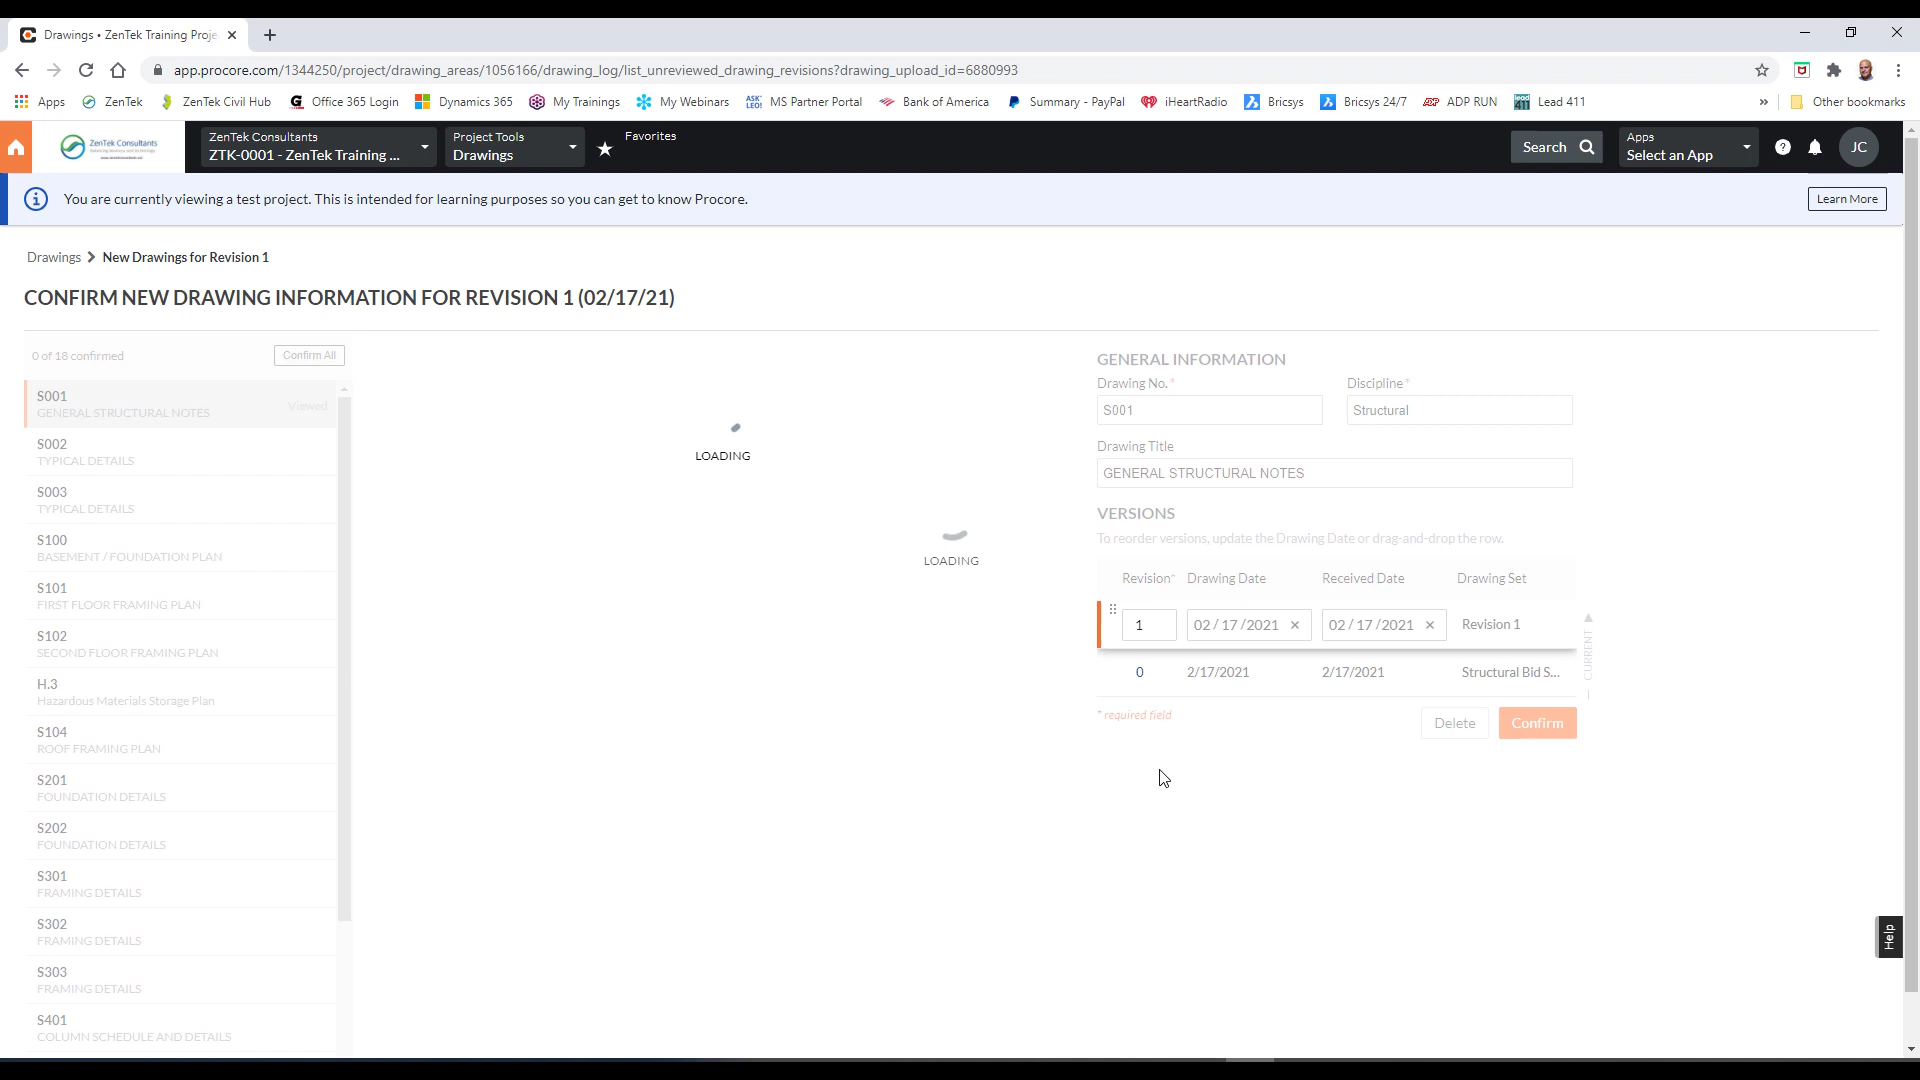 Drawings • ZenTek Training Proje
app.procore.com/1344250/project/drawing_areas/1056166/drawing_log/list_unreviewed_drawing_revisions?drawing_upload_id=6880993
Apps ZenTek ZenTek Civil Hub Office 365 Login Dynamics 365 My Trainings My Webinars MS Partner Portal Bank of America Summary - PayPal iHeartRadio Bricsys Bricsys 24/7 ADP RUN Lead 411 » Other bookmarks
ZenTek Consultants
ZenTek Consultants
ZTK-0001 - ZenTek Training ...
Project Tools
Drawings
Favorites
Search
Apps
Select an App
JC
You are currently viewing a test project. This is intended for learning purposes so you can get to know Procore.
Learn More
Drawings > New Drawings for Revision 1
CONFIRM NEW DRAWING INFORMATION FOR REVISION 1 (02/17/21)
0 of 18 confirmed
Confirm All
S001
GENERAL STRUCTURAL NOTES
Viewed
S002
TYPICAL DETAILS
S003
TYPICAL DETAILS
S100
BASEMENT / FOUNDATION PLAN
S101
FIRST FLOOR FRAMING PLAN
S102
SECOND FLOOR FRAMING PLAN
H.3
Hazardous Materials Storage Plan
S104
ROOF FRAMING PLAN
S201
FOUNDATION DETAILS
S202
FOUNDATION DETAILS
S301
FRAMING DETAILS
S302
FRAMING DETAILS
S303
FRAMING DETAILS
S401
COLUMN SCHEDULE AND DETAILS
LOADING
LOADING
GENERAL INFORMATION
Drawing No.* Discipline*
S001 Structural
Drawing Title
GENERAL STRUCTURAL NOTES
VERSIONS
To reorder versions, update the Drawing Date or drag-and-drop the row.
Revision* Drawing Date Received Date Drawing Set
1 02 / 17 / 2021 × 02 / 17 / 2021 × Revision 1
0 2/17/2021 2/17/2021 Structural Bid S...
CURRENT
* required field
Delete Confirm
Help